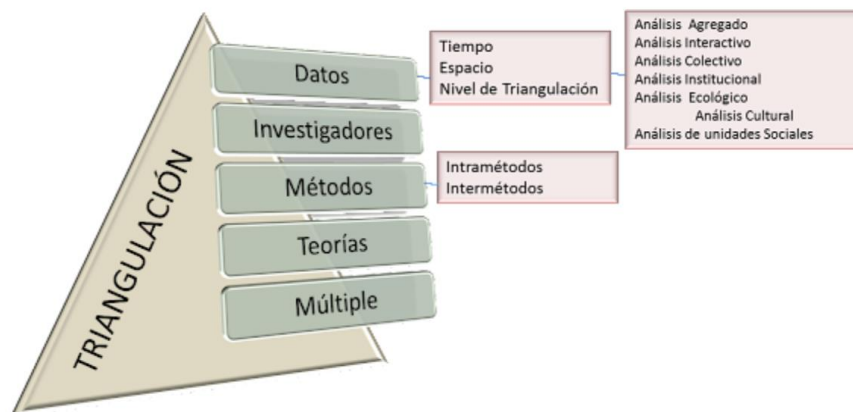 TRIANGULACIÓN
Datos
Investigadores
Métodos
Teorías
Múltiple
Tiempo
Espacio
Nivel de Triangulación
Intramétodos
Intermétodos
Análisis Agregado
Análisis Interactivo
Análisis Colectivo
Análisis Institucional
Análisis Ecológico
Análisis Cultural
Análisis de unidades Sociales